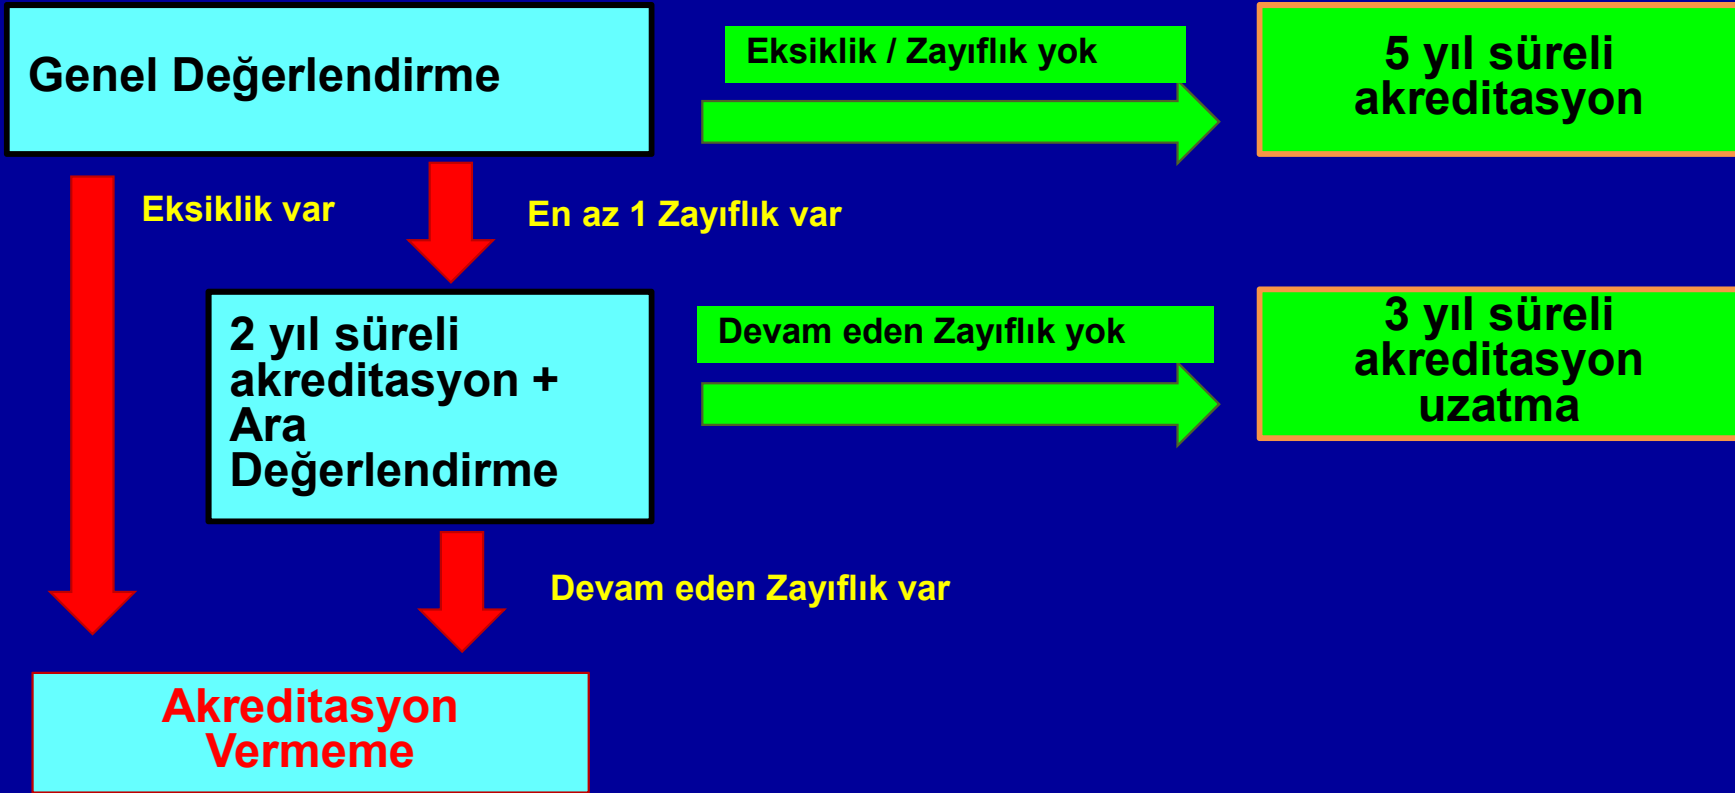 Genel Değerlendirme
Eksiklik / Zayıflık yok
5 yıl süreli
akreditasyon
Eksiklik var
En az 1 Zayıflık var
2 yıl süreli
akreditasyon +
Ara
Değerlendirme
Devam eden Zayıflık yok
3 yıl süreli
akreditasyon
uzatma
Devam eden Zayıflık var
Akreditasyon
Vermeme